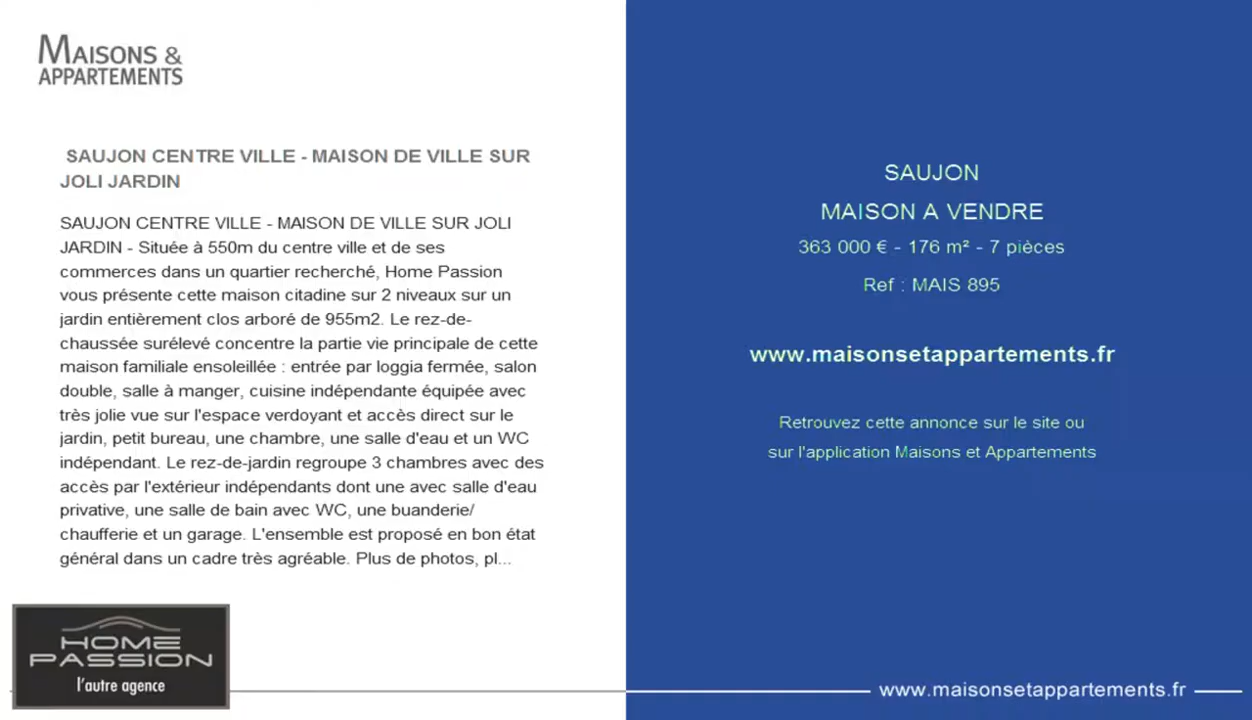 MAISONS &
APPARTEMENTS
SAUJON CENTRE VILLE - MAISON DE VILLE SUR
JOLI JARDIN
SAUJON CENTRE VILLE - MAISON DE VILLE SUR JOLI
JARDIN - Située à 550m du centre ville et de ses
commerces dans un quartier recherché, Home Passion
vous présente cette maison citadine sur 2 niveaux sur un
jardin entièrement clos arboré de 955m2. Le rez-de-
chaussée surélevé concentre la partie vie principale de cette
maison familiale ensoleillée : entrée par loggia fermée, salon
double, salle à manger, cuisine indépendante équipée avec
très jolie vue sur l'espace verdoyant et accès direct sur le
jardin, petit bureau, une chambre, une salle d'eau et un WC
indépendant. Le rez-de-jardin regroupe 3 chambres avec des
accès par l'extérieur indépendants dont une avec salle d'eau
privative, une salle de bain avec WC, une buanderie/
chaufferie et un garage. L'ensemble est proposé en bon état
général dans un cadre très agréable. Plus de photos, pl...
HOME
PASSION
l'autre agence
SAUJON
MAISON A VENDRE
363 000 € - 176 m² - 7 pièces
Ref : MAIS 895
www.maisonsetappartements.fr
Retrouvez cette annonce sur le site ou
sur l'application Maisons et Appartements
www.maisonsetappartements.fr